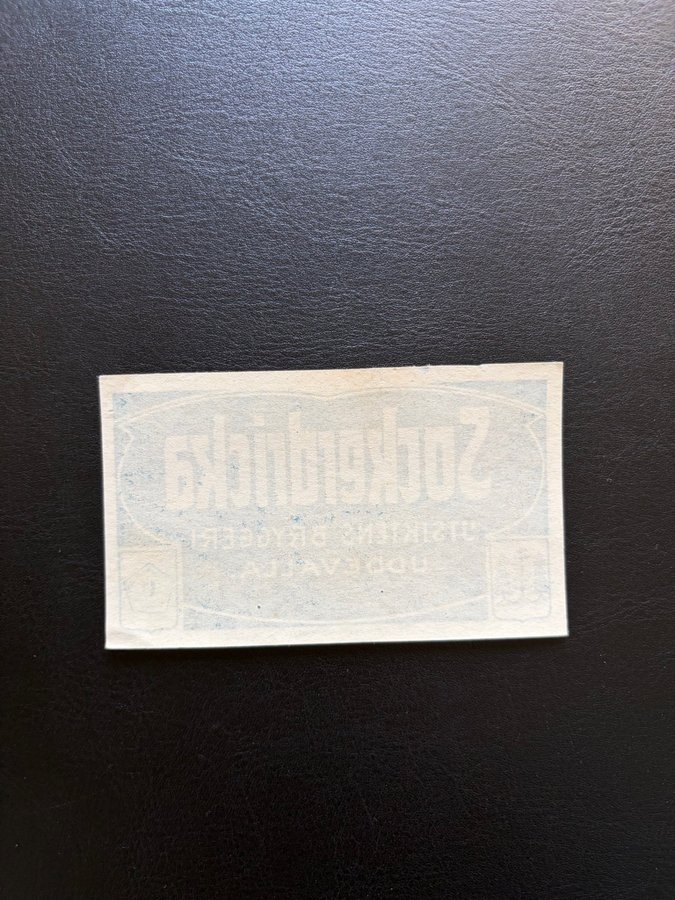 Sockerdricka
UTSIKTENS BRYGGERI
UDDEVALLA.